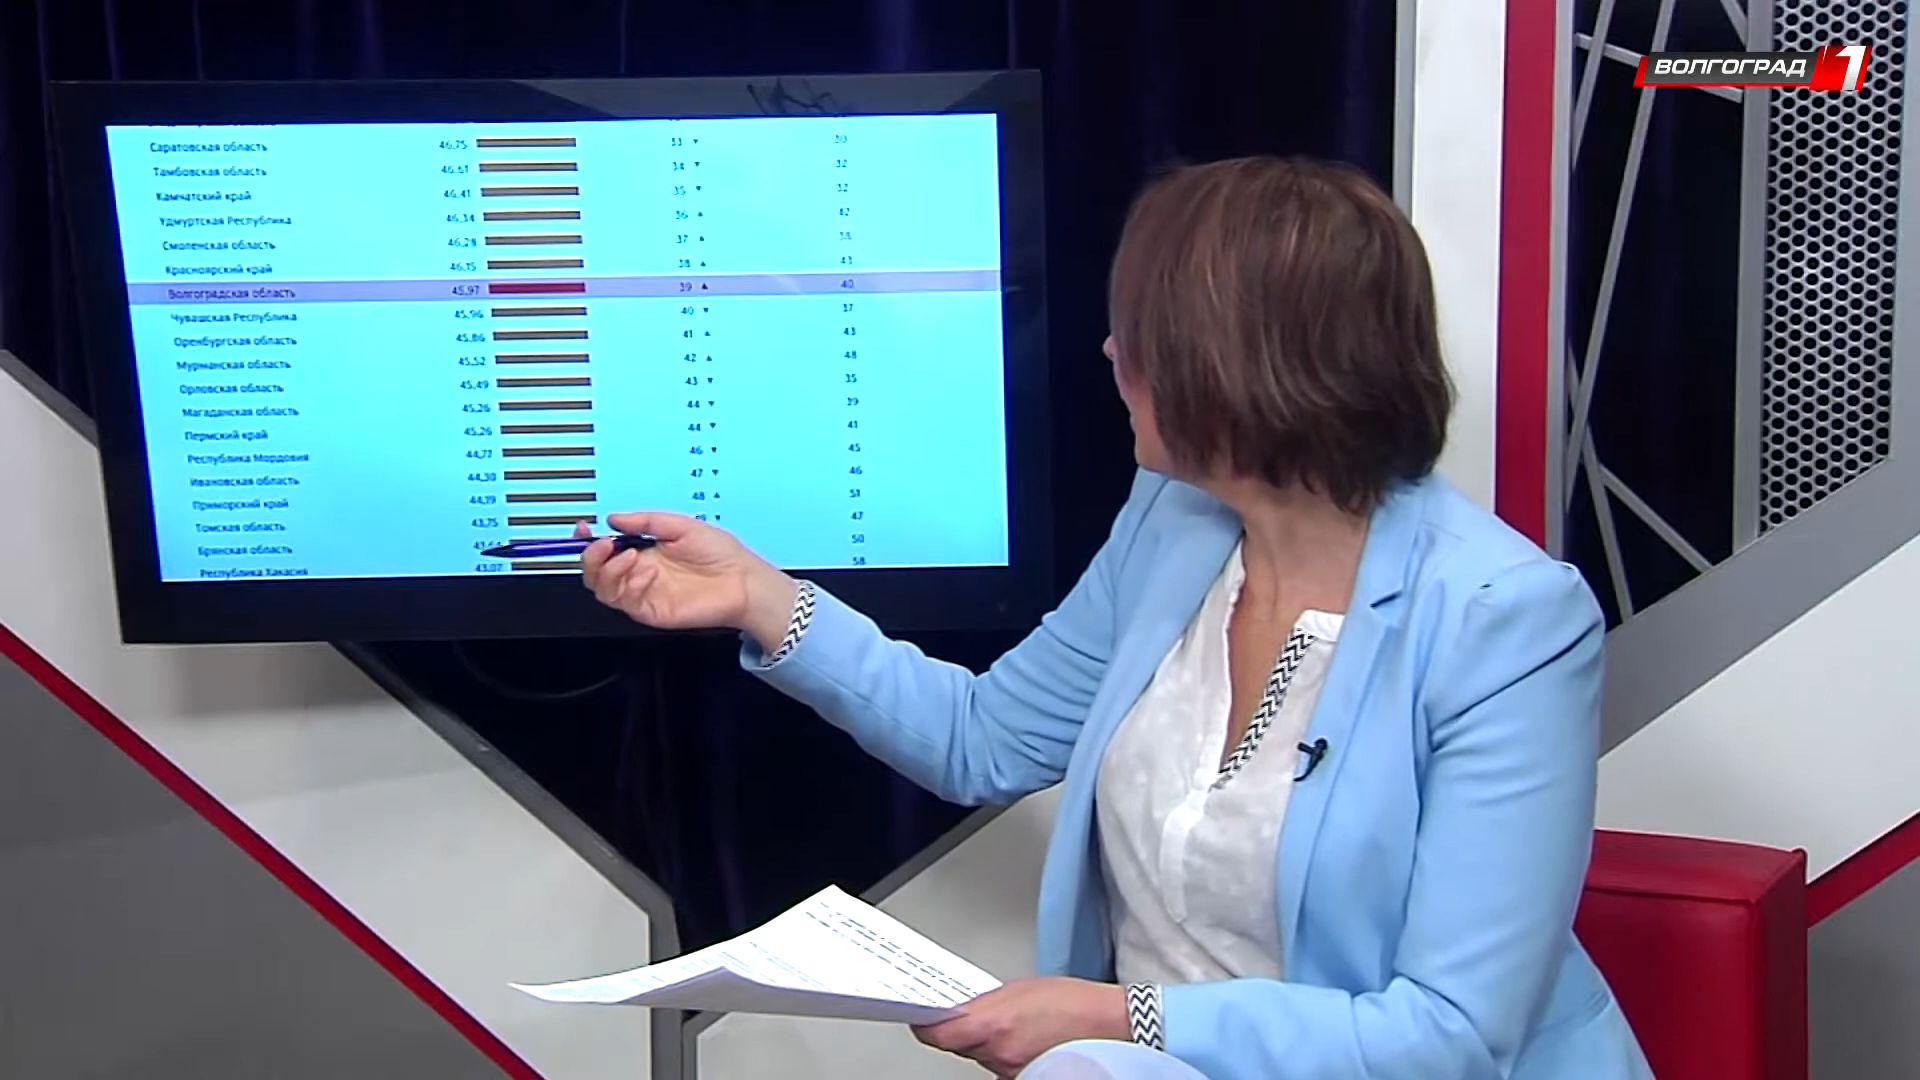 ВОЛГОГРАД 1
Саратовская область 46,75 33 ▼ 30
Тамбовская область 46,61 34 ▼ 32
Камчатский край 46,41 35 ▼ 32
Удмуртская Республика 46,34 36 ▲ 42
Смоленская область 46,28 37 ▲ 38
Красноярский край 46,15 38 ▲ 43
Волгоградская область 45,97 39 ▲ 40
Чувашская Республика 45,96 40 ▼ 37
Оренбургская область 45,86 41 ▲ 43
Мурманская область 45,52 42 ▲ 48
Орловская область 45,49 43 ▼ 35
Магаданская область 45,26 44 ▼ 39
Пермский край 45,26 44 ▼ 41
Республика Мордовия 44,77 46 ▼ 45
Ивановская область 44,30 47 ▼ 46
Приморский край 44,19 48 ▲ 51
Томская область 43,75 ▼ 47
Брянская область 50
Республика Хакасия 43,07 58